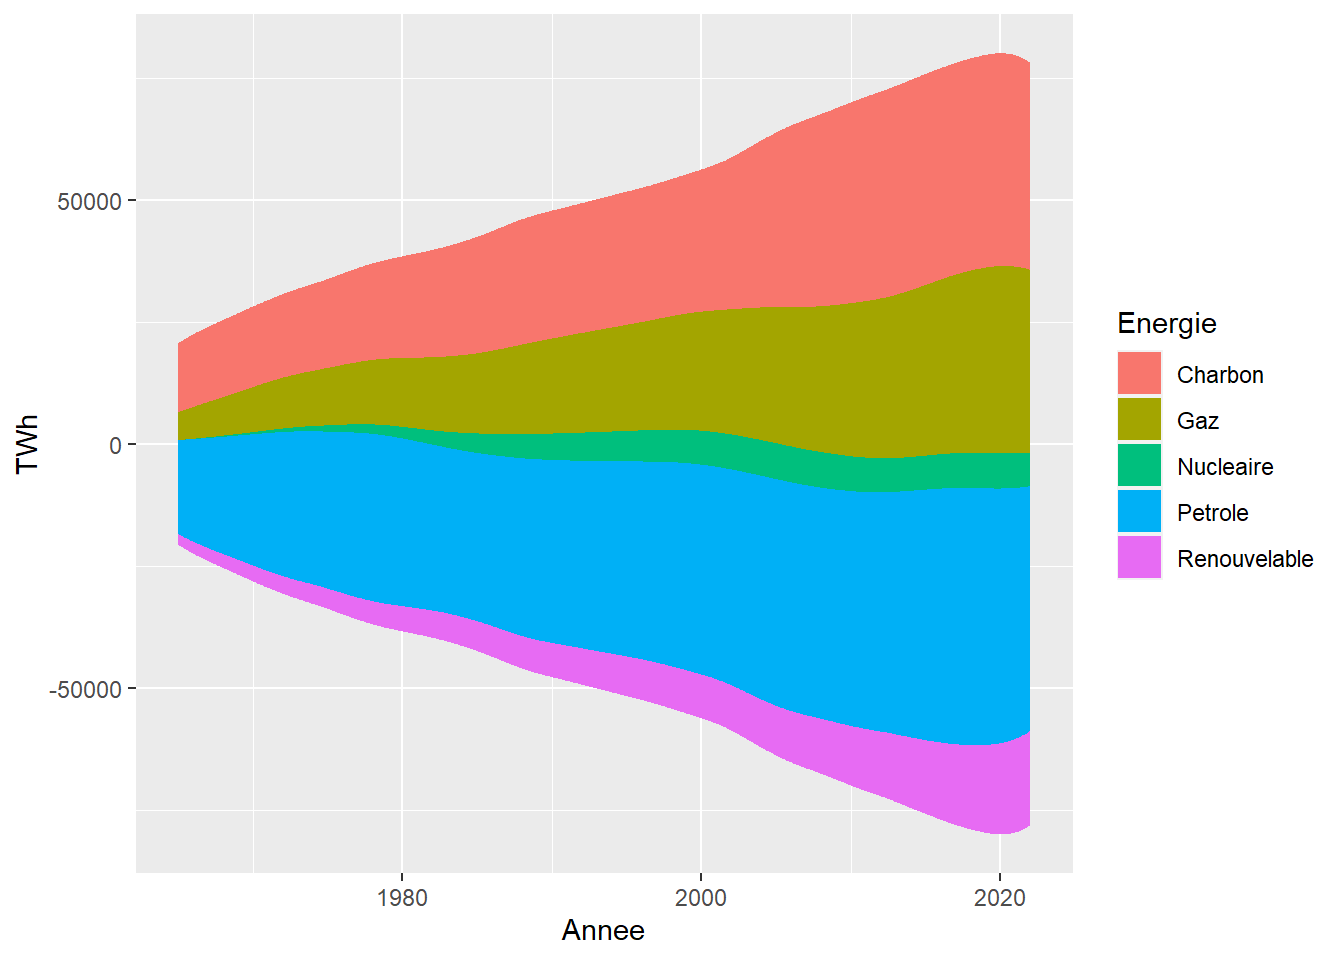 TWh
50000
0
-50000
1980
2000
2020
Annee
Energie
Charbon
Gaz
Nucleaire
Petrole
Renouvelable